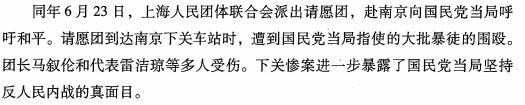 同年6月23日，上海人民团体联合会派出请愿团，赴南京向国民党当局呼
吁和平。请愿团到达南京下关车站时，遭到国民党当局指使的大批暴徒的围殴。
团长马叙伦和代表雷洁琼等多人受伤。下关惨案进一步暴露了国民党当局坚持
反人民内战的真面目。